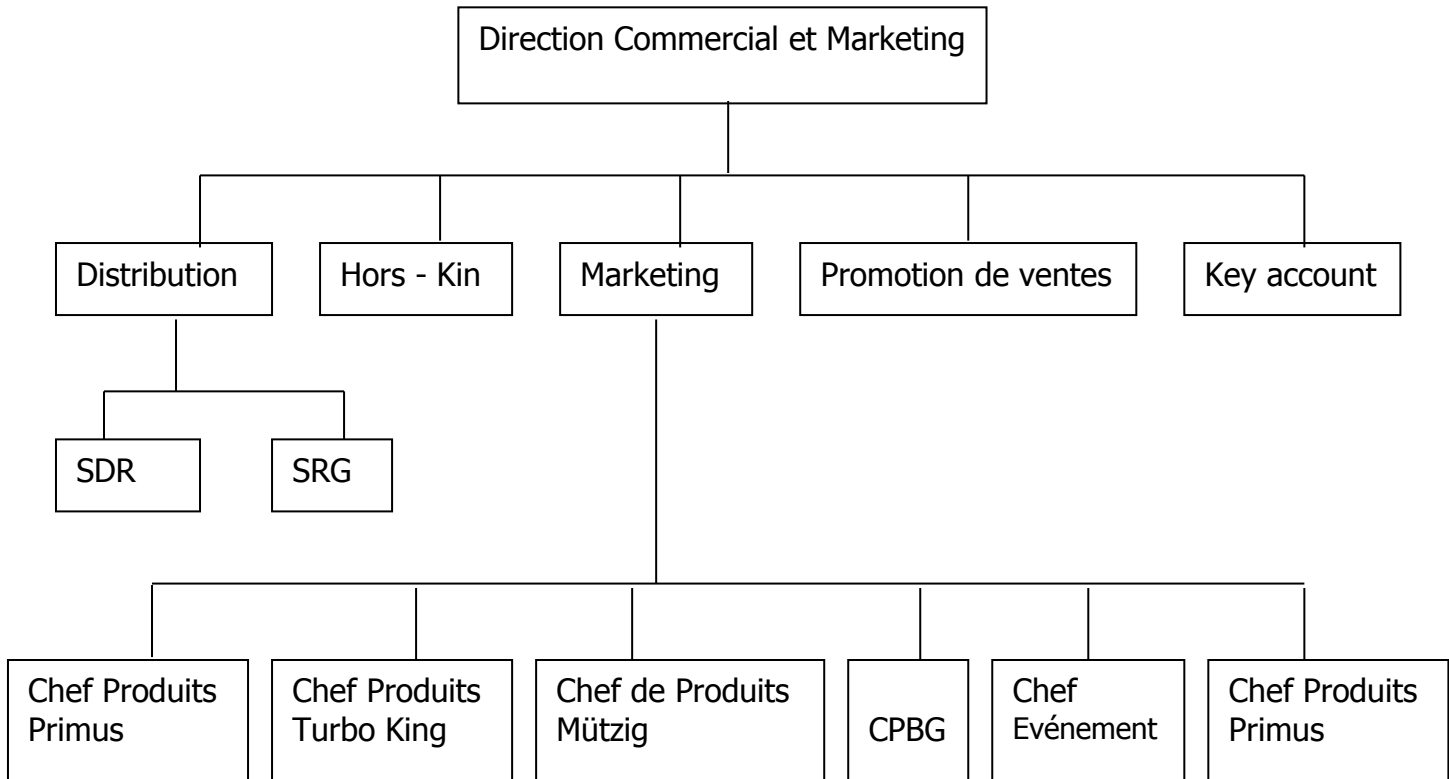 Direction Commercial et Marketing
Distribution
Hors - Kin
Marketing
Promotion de ventes
Key account
SDR
SRG
Chef Produits
Primus
Chef Produits
Turbo King
Chef de Produits
Mützig
CPBG
Chef
Evénement
Chef Produits
Primus